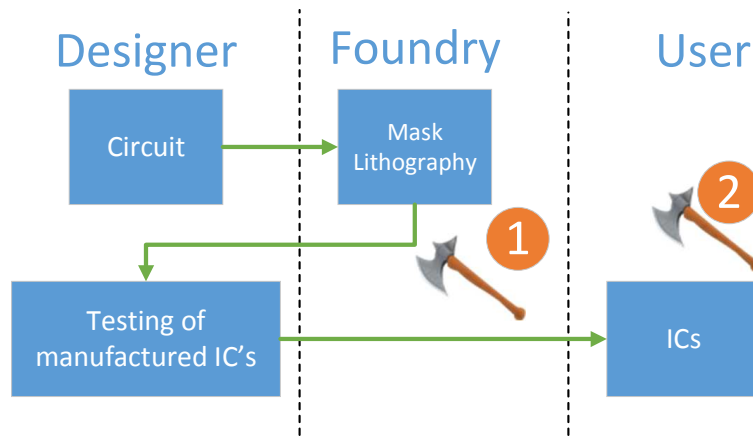 Designer
Foundry
User
Circuit
Mask
Lithography
1
2
Testing of
manufactured IC’s
ICs